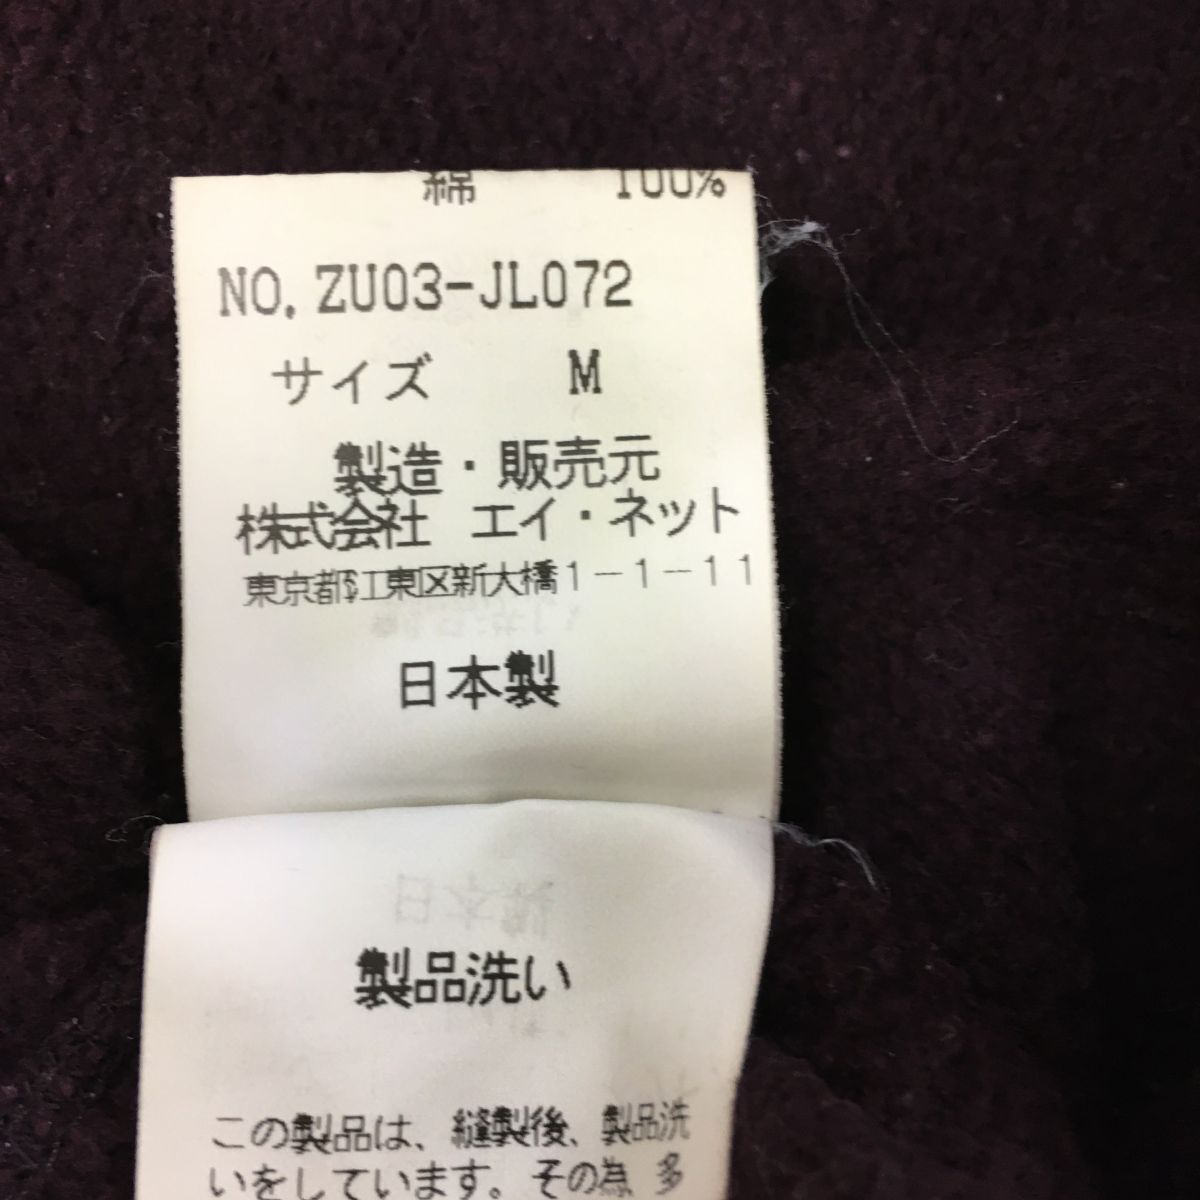 綿 100%
NO. ZU03-JL072
サイズ M
製造・販売元
株式会社 エイ・ネット
東京都江東区新大橋1-1-11
日本製
製品洗い
この製品は、縫製後、製品洗
いをしています。その為 多